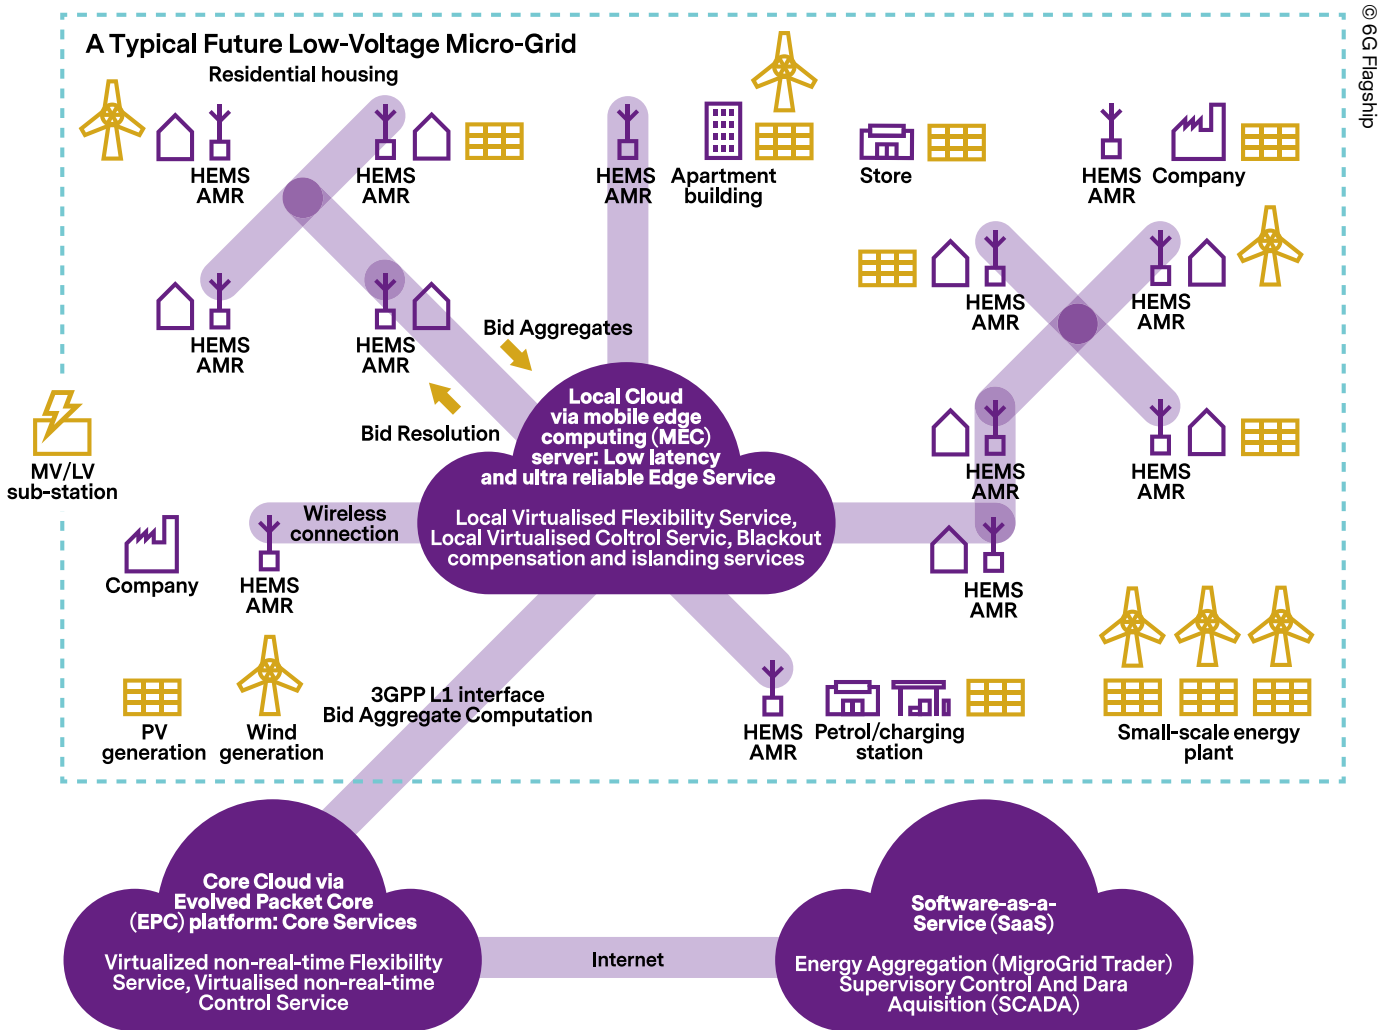 © 6G Flagship
A Typical Future Low-Voltage Micro-Grid
Residential housing
HEMS
AMR
HEMS
AMR
HEMS
AMR
Apartment
building
Store
HEMS
AMR
Company
HEMS
AMR
HEMS
AMR
HEMS
AMR
HEMS
AMR
Bid Aggregates
Bid Resolution
MV/LV
sub-station
Local Cloud
via mobile edge
computing (MEC)
server: Low latency
and ultra reliable Edge Service
Local Virtualised Flexibility Service,
Local Virtualised Coltrol Servic, Blackout
compensation and islanding services
HEMS
AMR
HEMS
AMR
Wireless
connection
Company
HEMS
AMR
HEMS
AMR
PV
generation
Wind
generation
3GPP L1 interface
Bid Aggregate Computation
HEMS
AMR
Petrol/charging
station
Small-scale energy
plant
Core Cloud via
Evolved Packet Core
(EPC) platform: Core Services
Virtualized non-real-time Flexibility
Service, Virtualised non-real-time
Control Service
Internet
Software-as-a-
Service (SaaS)
Energy Aggregation (MigroGrid Trader)
Supervisory Control And Dara
Aquisition (SCADA)